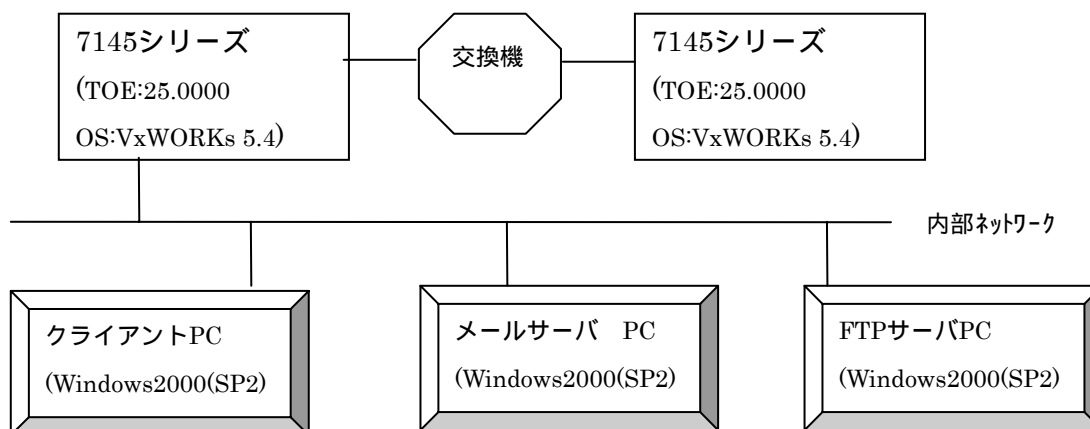 7145シリーズ
(TOE:25.0000
OS:VxWORKs 5.4)
交換機
7145シリーズ
(TOE:25.0000
OS:VxWORKs 5.4)
内部ネットワーク
クライアントPC
(Windows2000(SP2)
メールサーバ　PC
(Windows2000(SP2)
FTPサーバPC
(Windows2000(SP2)